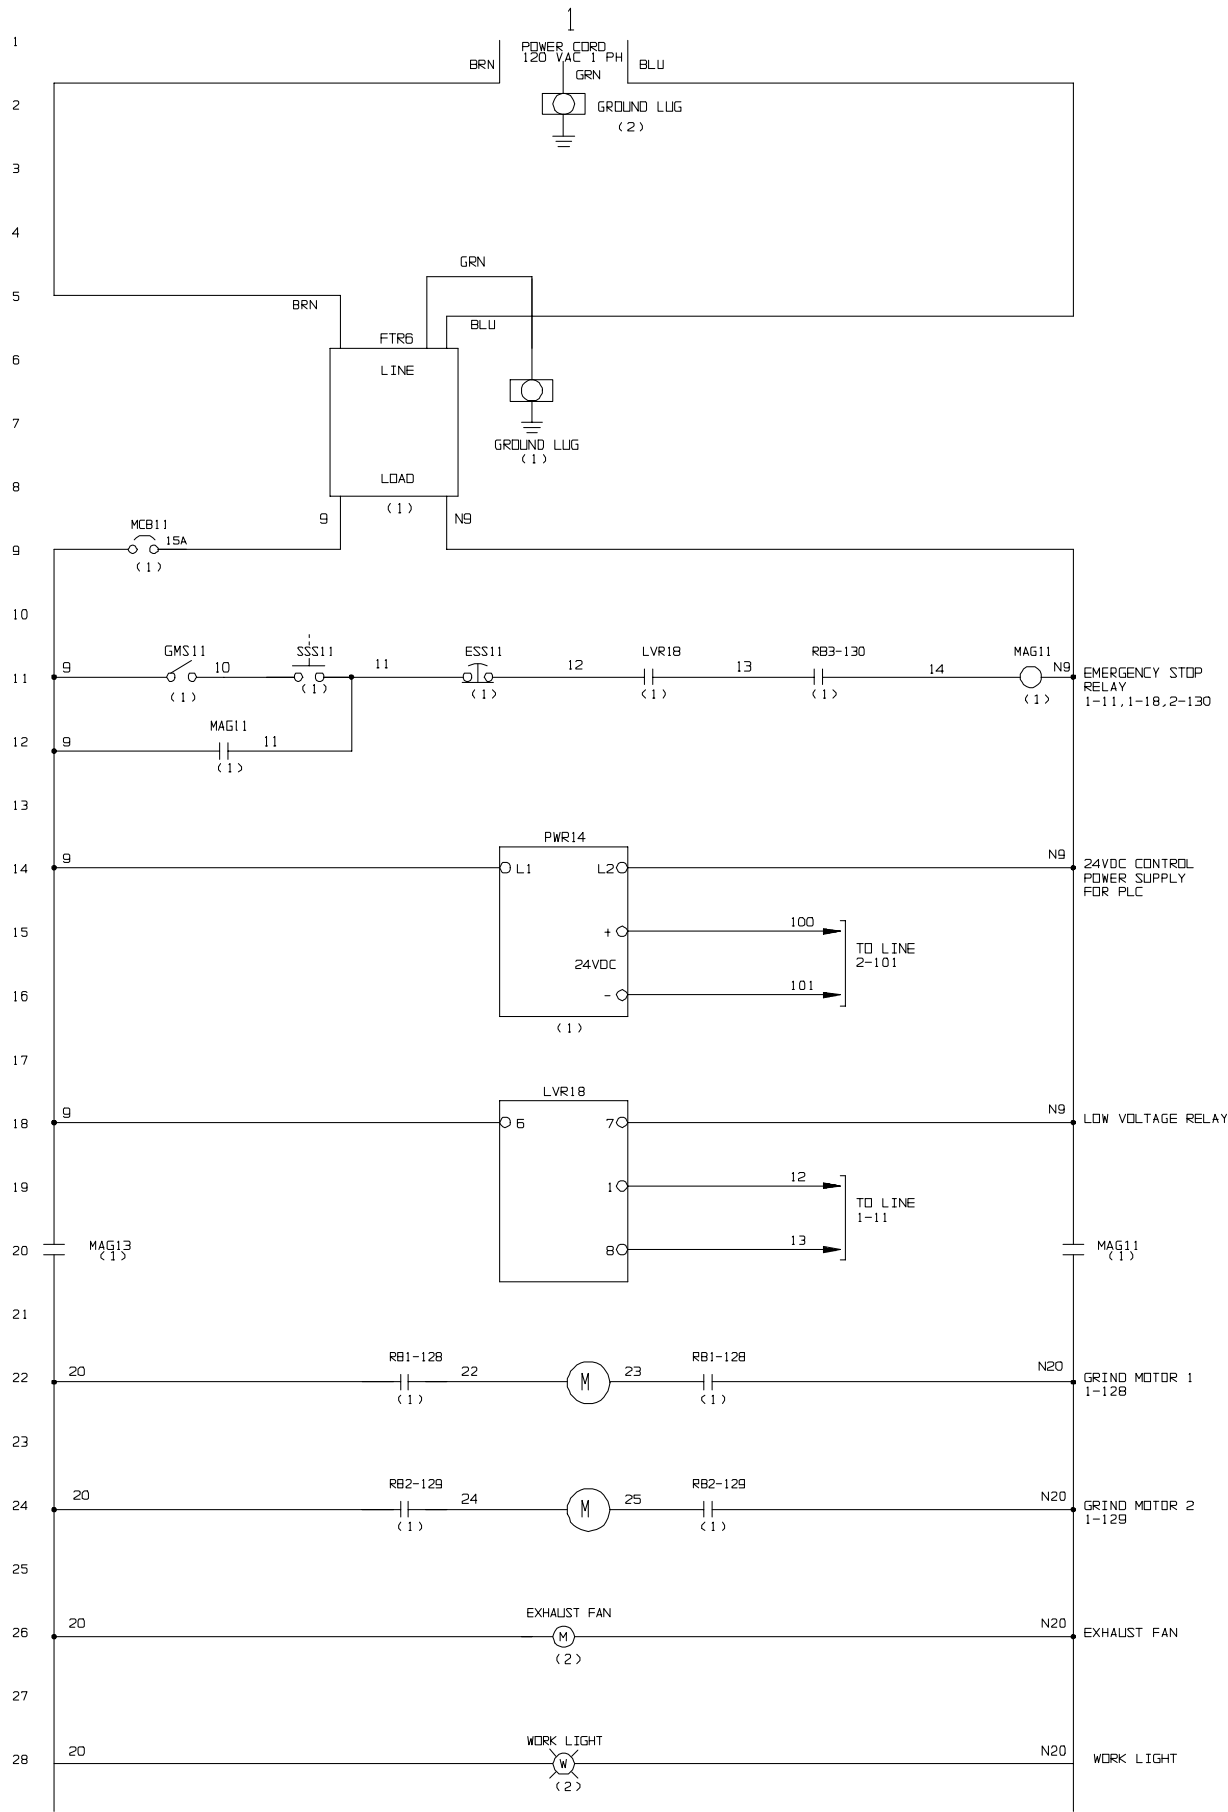 1
1
POWER CORD
120 VAC 1 PH
BRN
BLU
GRN
2
GROUND LUG
(2)
3
4
GRN
5
BRN
BLU
FTR6
6
LINE
7
GROUND LUG
(1)
LOAD
8
(1)
9
N9
MCB11
15A
9
(1)
10
GMS11
SSS11
ESS11
LVR18
RB3-130
MAG11
9
10
11
12
13
14
N9
11
(1)
(1)
(1)
(1)
(1)
(1)
EMERGENCY STOP
RELAY
1-11,1-18,2-130
MAG11
12
9
11
(1)
13
PWR14
9
N9
14
L1
L2
24VDC CONTROL
POWER SUPPLY
FOR PLC
15
+
100
TO LINE
2-101
24VDC
16
-
101
(1)
17
LVR18
9
N9
18
6
7
LOW VOLTAGE RELAY
19
1
12
TO LINE
1-11
20
MAG13
(1)
8
13
MAG11
(1)
21
RB1-128
RB1-128
20
22
23
N20
22
M
(1)
(1)
GRIND MOTOR 1
1-128
23
RB2-129
RB2-129
20
24
25
N20
24
M
(1)
(1)
GRIND MOTOR 2
1-129
25
EXHAUST FAN
20
N20
26
M
EXHAUST FAN
(2)
27
WORK LIGHT
20
N20
28
W
WORK LIGHT
(2)